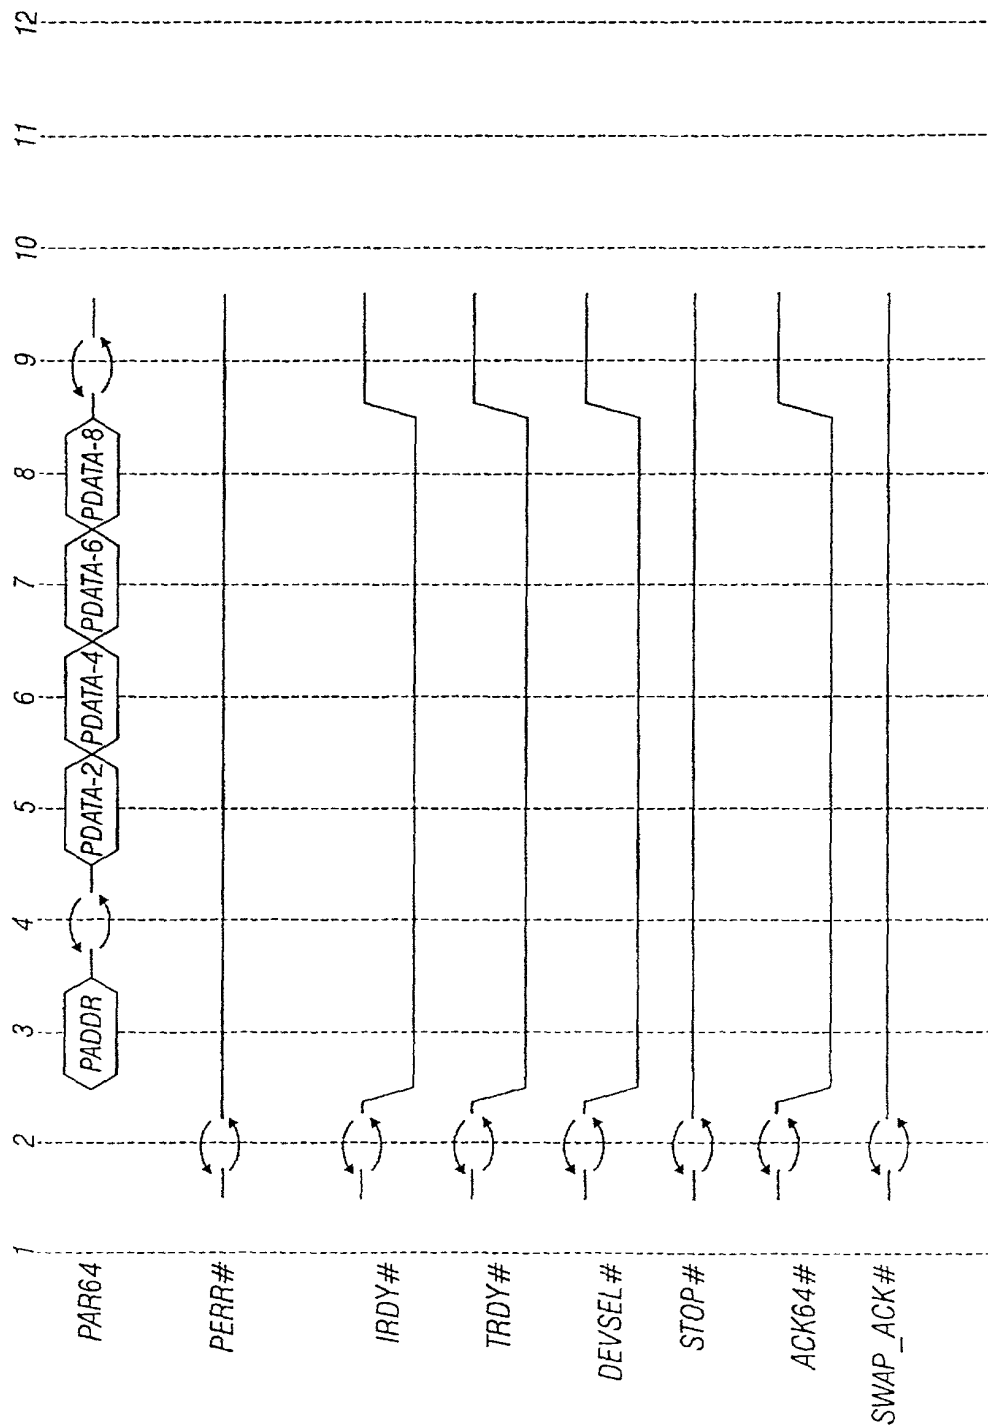 1 2 3 4 5 6 7 8 9 10 11 12
PAR64 PADDR PDATA-2 PDATA-4 PDATA-6 PDATA-8
PERR#
IRDY#
TRDY#
DEVSEL#
STOP#
ACK64#
SWAP_ACK#